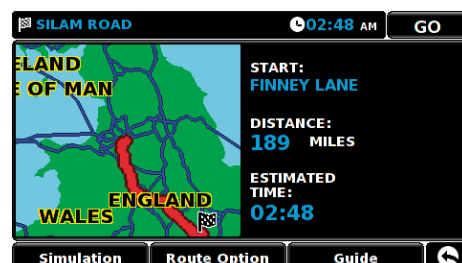 SILAM ROAD 02:48 AM GO
ELAND
E OF MAN
ENGLAND
WALES
START:
FINNEY LANE
DISTANCE:
189 MILES
ESTIMATED
TIME:
02:48
Simulation Route Option Guide